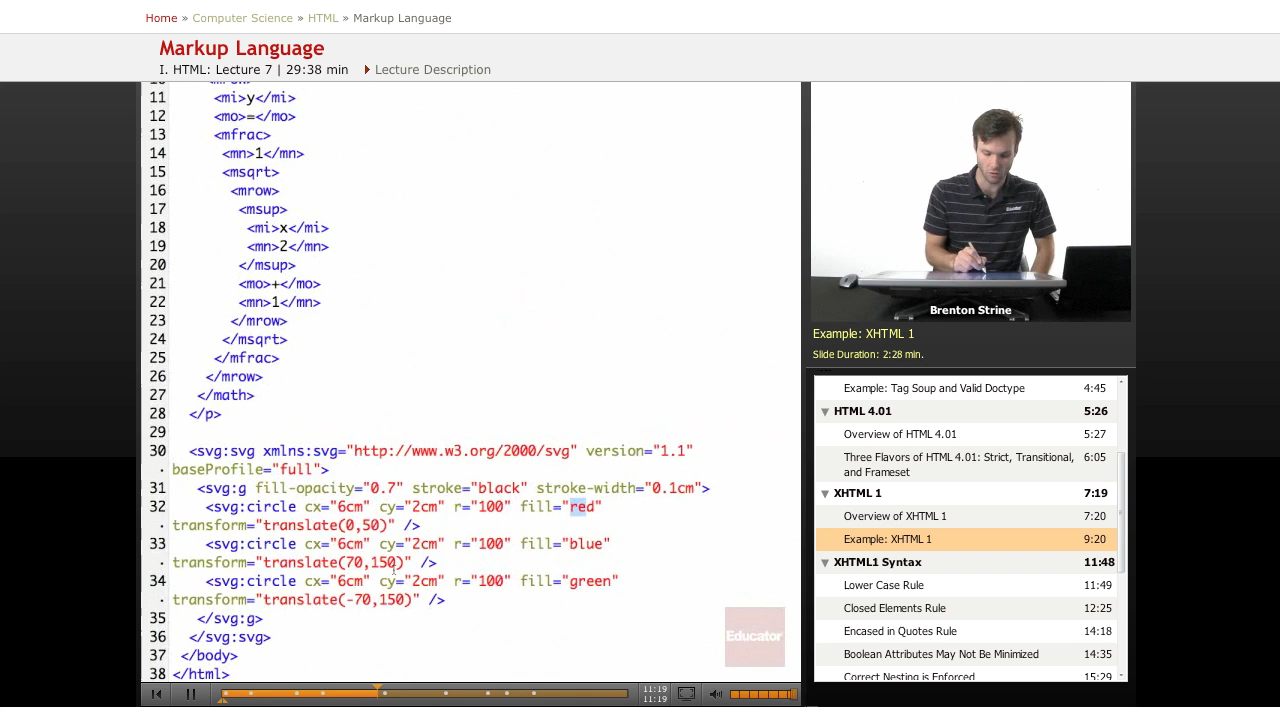 Home » Computer Science » HTML » Markup Language
Markup Language
I. HTML: Lecture 7 | 29:38 min Lecture Description
11 <mi>y</mi>
12 <mo>=</mo>
13 <mfrac>
14 <mn>1</mn>
15 <msqrt>
16 <mrow>
17 <msup>
18 <mi>x</mi>
19 <mn>2</mn>
20 </msup>
21 <mo>+</mo>
22 <mn>1</mn>
23 </mrow>
24 </msqrt>
25 </mfrac>
26 </mrow>
27 </math>
28 </p>
29
30 <svg:svg xmlns:svg="http://www.w3.org/2000/svg" version="1.1"
· baseProfile="full">
31 <svg:g fill-opacity="0.7" stroke="black" stroke-width="0.1cm">
32 <svg:circle cx="6cm" cy="2cm" r="100" fill="red"
· transform="translate(0,50)" />
33 <svg:circle cx="6cm" cy="2cm" r="100" fill="blue"
· transform="translate(70,150)" />
34 <svg:circle cx="6cm" cy="2cm" r="100" fill="green"
· transform="translate(-70,150)" />
35 </svg:g>
36 </svg:svg>
37 </body>
38 </html>
Educator
11:19
11:19
Brenton Strine
Example: XHTML 1
Slide Duration: 2:28 min.
Example: Tag Soup and Valid Doctype 4:45
HTML 4.01 5:26
Overview of HTML 4.01 5:27
Three Flavors of HTML 4.01: Strict, Transitional, 6:05
and Frameset
XHTML 1 7:19
Overview of XHTML 1 7:20
Example: XHTML 1 9:20
XHTML1 Syntax 11:48
Lower Case Rule 11:49
Closed Elements Rule 12:25
Encased in Quotes Rule 14:18
Boolean Attributes May Not Be Minimized 14:35
Correct Nesting is Enforced 15:29